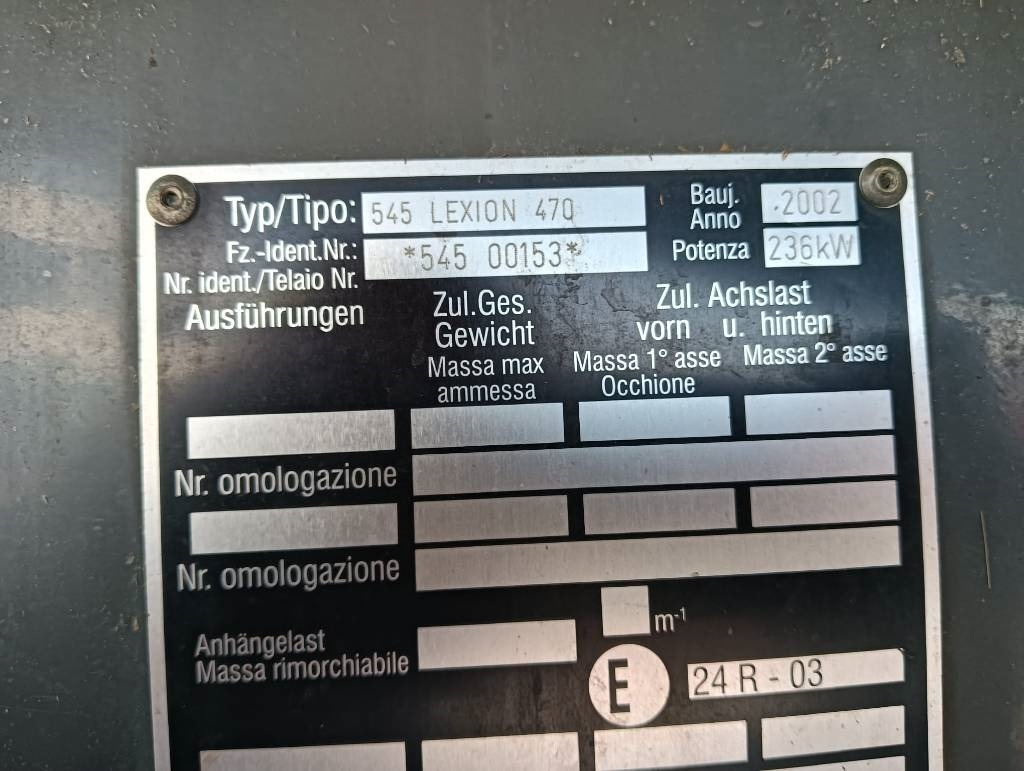 Typ/Tipo: 545 LEXION 470 Bauj. Anno .2002
Fz.-Ident.Nr.: Nr. ident./Telaio Nr. *545 00153* Potenza 236kW
Ausführungen
Zul.Ges. Gewicht
Zul. Achslast
vorn u. hinten
Massa max ammessa
Massa 1° asse Occhione
Massa 2° asse
Nr. omologazione
Nr. omologazione
m-1
Anhängelast
Massa rimorchiabile
E 24 R - 03